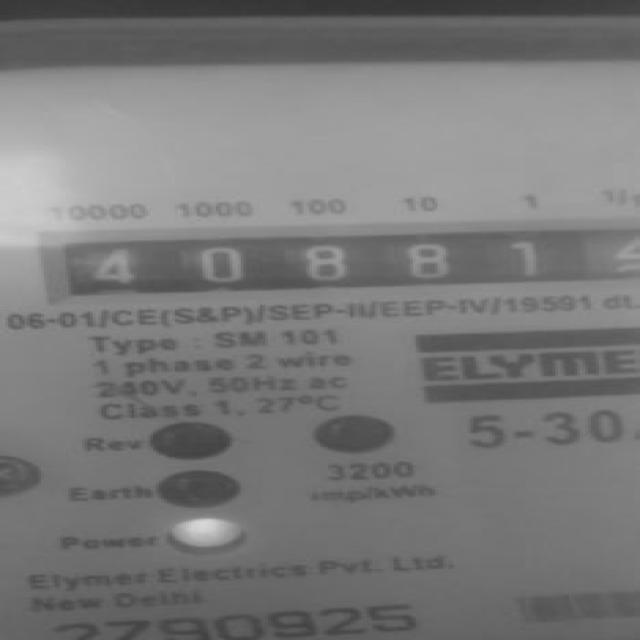 10000 1000 100 10 1
4 0 8 8 1
06-01/CE(S&P)/SEP-II/EEP-IV/19591 dt.
Type : SM 101
1 phase 2 wire
240V, 50Hz ac
Class 1, 27°C
ELYME
5-30
Rev
3200
imp/kWh
Earth
Power
Elymer Electrics Pvt. Ltd.
New Delhi
2790925